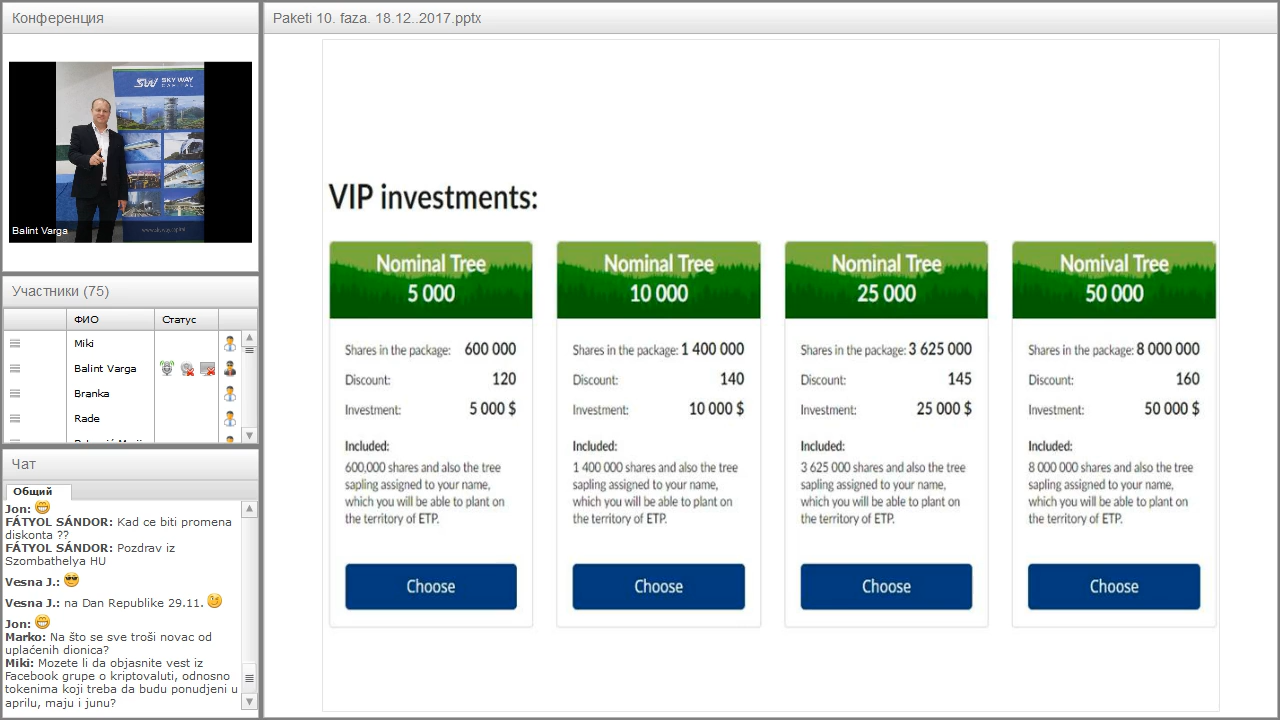 Конференция
SKY WAY
CAPITAL
Balint Varga
Участники (75)
ФИО
Статус
Miki
Balint Varga
Branka
Rade
Чат
Общий
Jon:
FÁTYOL SÁNDOR: Kad ce biti promena
diskonta ??
FÁTYOL SÁNDOR: Pozdrav iz
Szombathelya HU
Vesna J.:
Vesna J.: na Dan Republike 29.11.
Jon:
Marko: Na što se sve troši novac od
uplaćenih dionica?
Miki: Mozete li da objasnite vest iz
Facebook grupe o kriptovaluti, odnosno
tokenima koji treba da budu ponudjeni u
aprilu, maju i junu?
Paketi 10. faza. 18.12..2017.pptx
VIP investments:
Nominal Tree
5 000
Shares in the package: 600 000
Discount: 120
Investment: 5 000 $
Included:
600,000 shares and also the tree
sapling assigned to your name,
which you will be able to plant on
the territory of ETP.
Choose
Nominal Tree
10 000
Shares in the package: 1 400 000
Discount: 140
Investment: 10 000 $
Included:
1 400 000 shares and also the tree
sapling assigned to your name,
which you will be able to plant on
the territory of ETP.
Choose
Nominal Tree
25 000
Shares in the package: 3 625 000
Discount: 145
Investment: 25 000 $
Included:
3 625 000 shares and also the tree
sapling assigned to your name,
which you will be able to plant on
the territory of ETP.
Choose
Nomival Tree
50 000
Shares in the package: 8 000 000
Discount: 160
Investment: 50 000 $
Included:
8 000 000 shares and also the tree
sapling assigned to your name,
which you will be able to plant on
the territory of ETP.
Choose